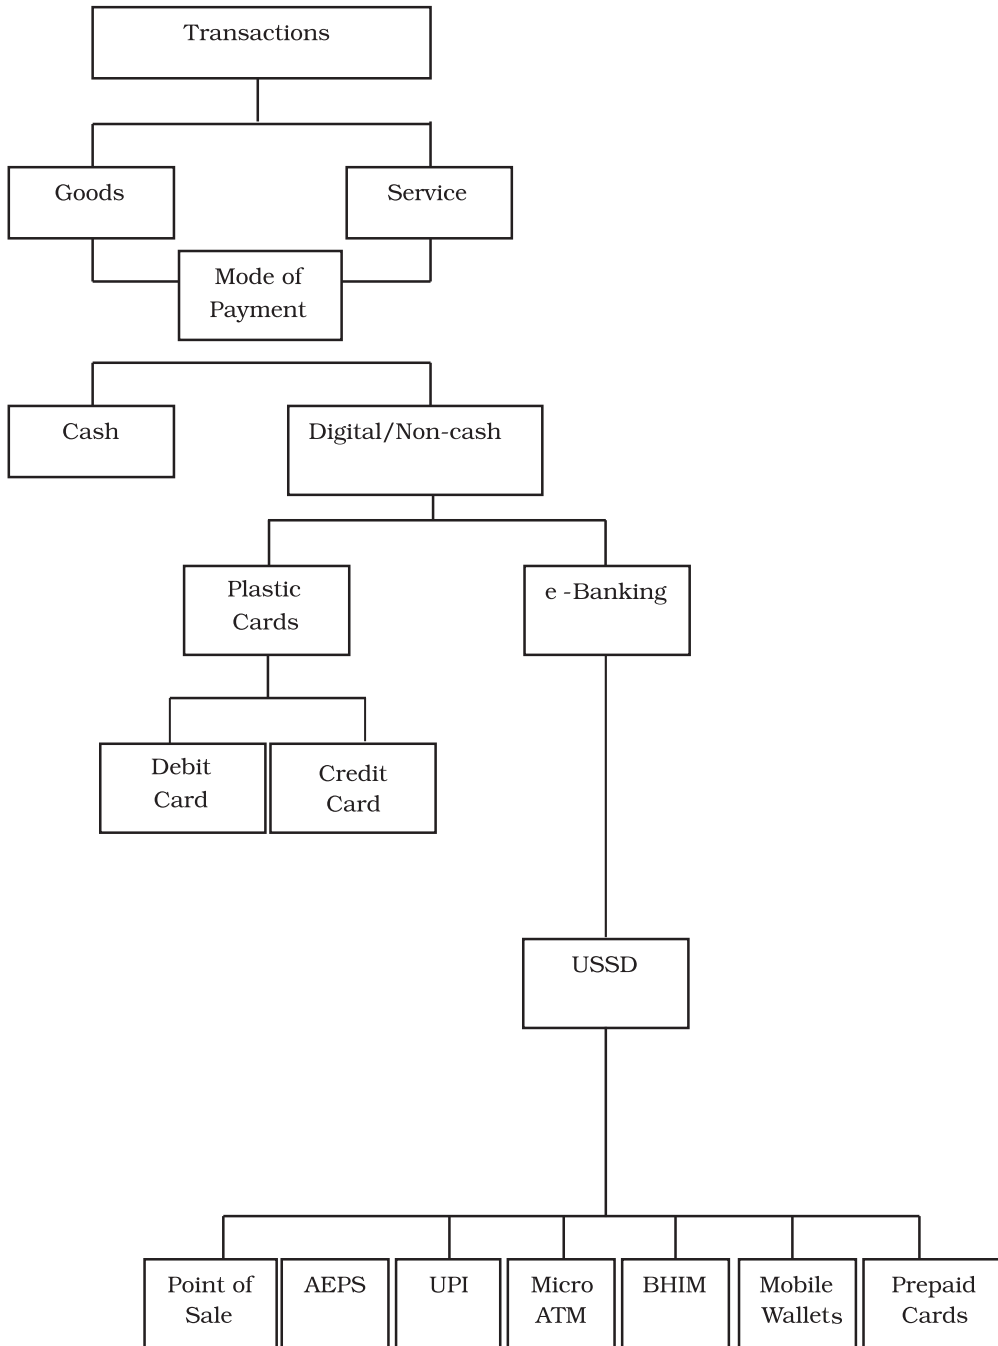 Transactions
Goods
Service
Mode of
Payment
Cash
Digital/Non-cash
Plastic
Cards
e -Banking
Debit
Card
Credit
Card
USSD
Point of
Sale
AEPS
UPI
Micro
ATM
BHIM
Mobile
Wallets
Prepaid
Cards